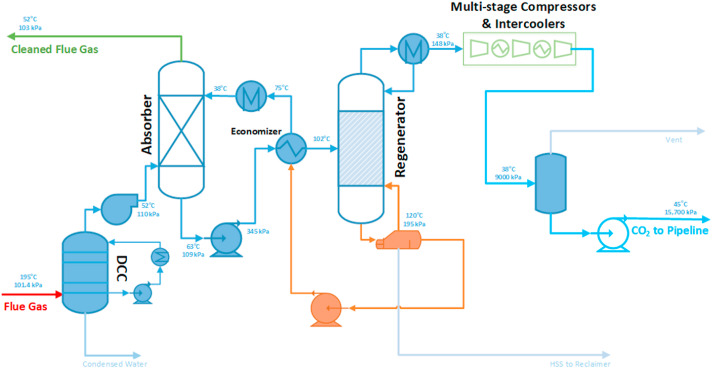 52°C
103 kPa
Cleaned Flue Gas
Multi-stage Compressors
& Intercoolers
38°C
148 kPa
38°C
75°C
Absorber
Economizer
102°C
Regenerator
Vent
38°C
9000 kPa
52°C
110 kPa
345 kPa
63°C
109 kPa
120°C
195 kPa
45°C
15,700 kPa
CO₂ to Pipeline
DCC
195°C
101.4 kPa
Flue Gas
Condensed Water
HSS to Reclaimer